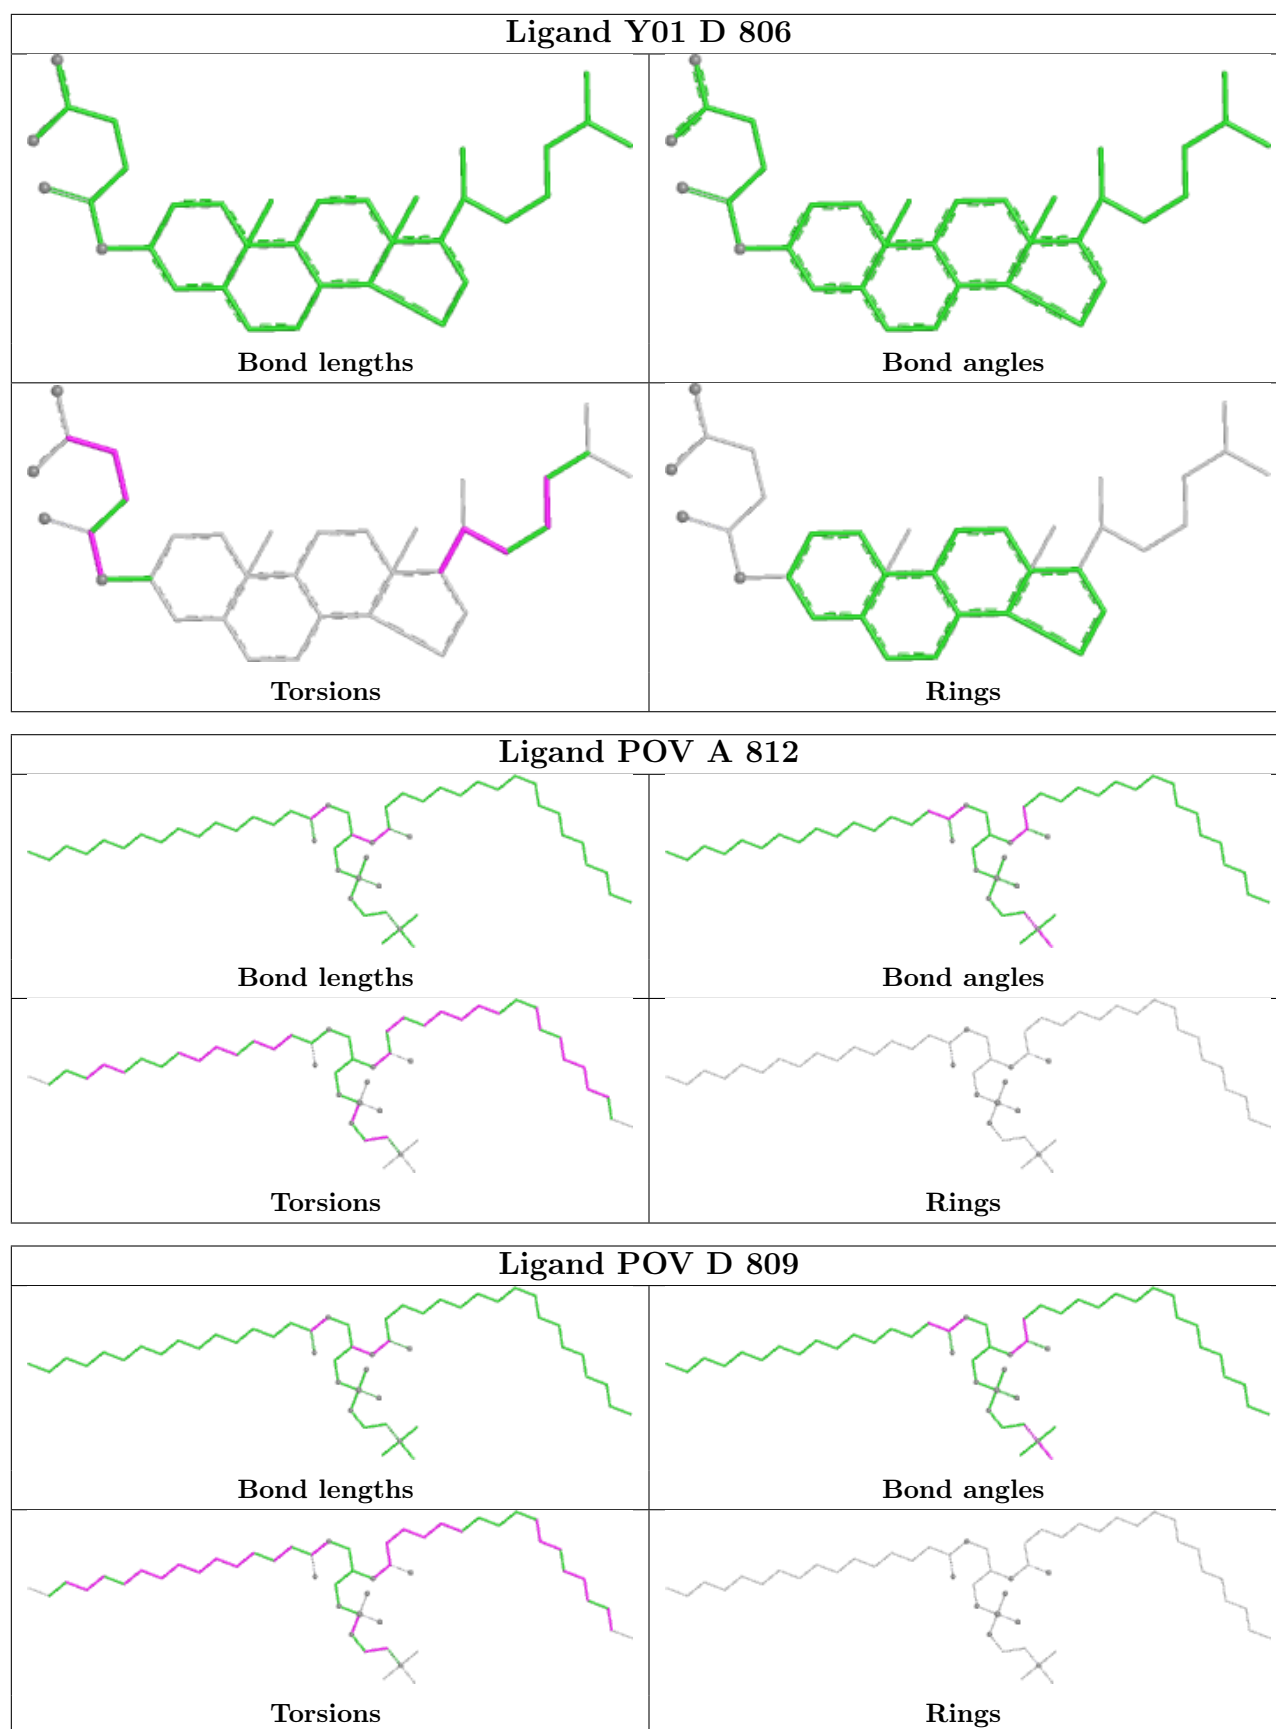 Ligand Y01 D 806
Bond lengths
Bond angles
Torsions
Rings
Ligand POV A 812
Bond lengths
Bond angles
Torsions
Rings
Ligand POV D 809
Bond lengths
Bond angles
Torsions
Rings